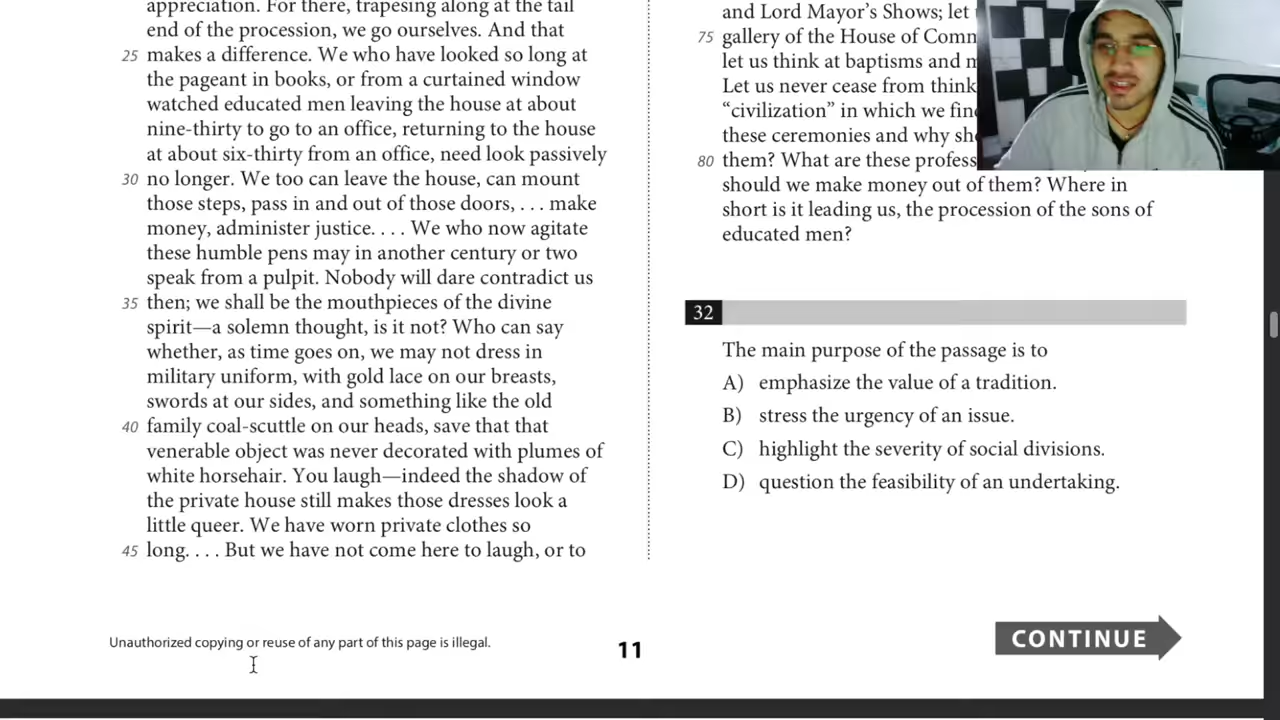 appreciation. For there, trapesing along at the tail
end of the procession, we go ourselves. And that
25 makes a difference. We who have looked so long at
the pageant in books, or from a curtained window
watched educated men leaving the house at about
nine-thirty to go to an office, returning to the house
at about six-thirty from an office, need look passively
30 no longer. We too can leave the house, can mount
those steps, pass in and out of those doors, . . . make
money, administer justice. . . . We who now agitate
these humble pens may in another century or two
speak from a pulpit. Nobody will dare contradict us
35 then; we shall be the mouthpieces of the divine
spirit—a solemn thought, is it not? Who can say
whether, as time goes on, we may not dress in
military uniform, with gold lace on our breasts,
swords at our sides, and something like the old
40 family coal-scuttle on our heads, save that that
venerable object was never decorated with plumes of
white horsehair. You laugh—indeed the shadow of
the private house still makes those dresses look a
little queer. We have worn private clothes so
45 long. . . . But we have not come here to laugh, or to
and Lord Mayor’s Shows; let
75 gallery of the House of
let us think at baptisms and
Let us never cease from
“civilization” in which we
these ceremonies and why
80 them? What are these
should we make money out of them? Where in
short is it leading us, the procession of the sons of
educated men?
32
The main purpose of the passage is to
A) emphasize the value of a tradition.
B) stress the urgency of an issue.
C) highlight the severity of social divisions.
D) question the feasibility of an undertaking.
Unauthorized copying or reuse of any part of this page is illegal.
11
CONTINUE